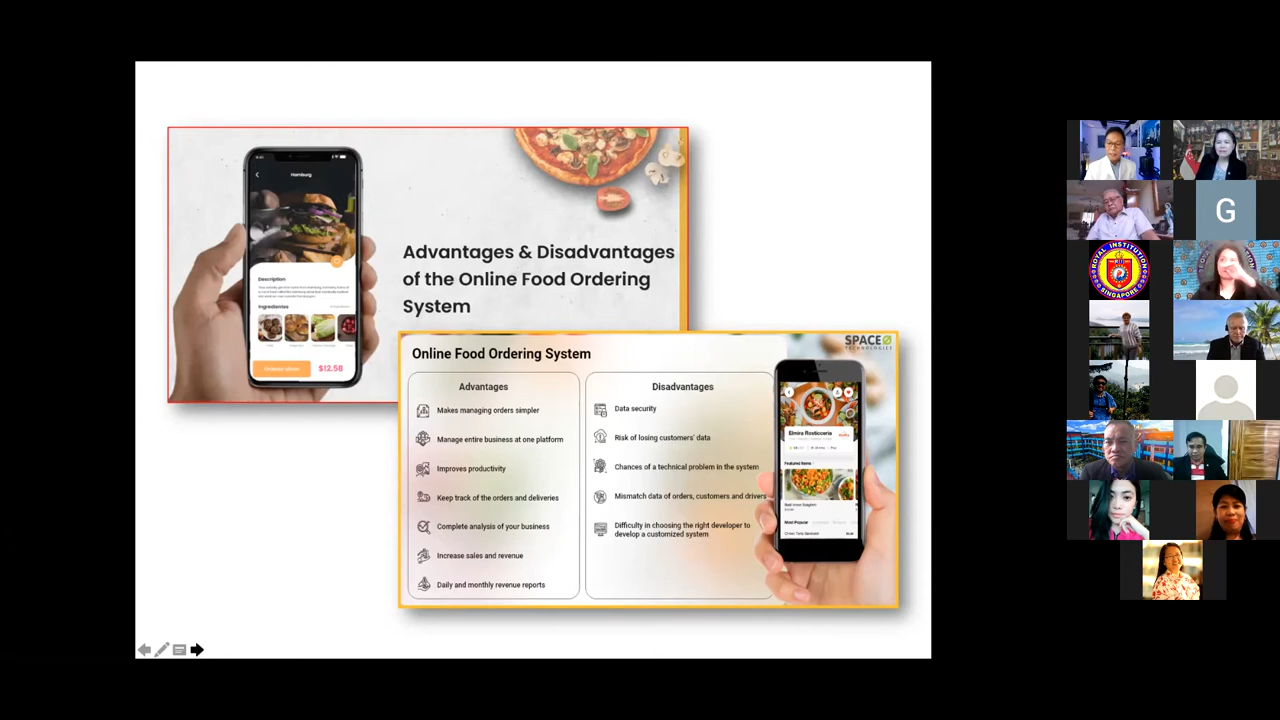 Hamburg
Description
Ingredientes
$12.58
Advantages & Disadvantages
of the Online Food Ordering
System
SPACE
TECHNOLOGIES
Online Food Ordering System
Advantages
Makes managing orders simpler
Manage entire business at one platform
Improves productivity
Keep track of the orders and deliveries
Complete analysis of your business
Increase sales and revenue
Daily and monthly revenue reports
Disadvantages
Data security
Risk of losing customers' data
Chances of a technical problem in the system
Mismatch data of orders, customers and drivers
Difficulty in choosing the right developer to
develop a customized system
Elmira Rosticceria
Featured Items
Most Popular
G
ROYAL INSTITUTION
SINGAPORE